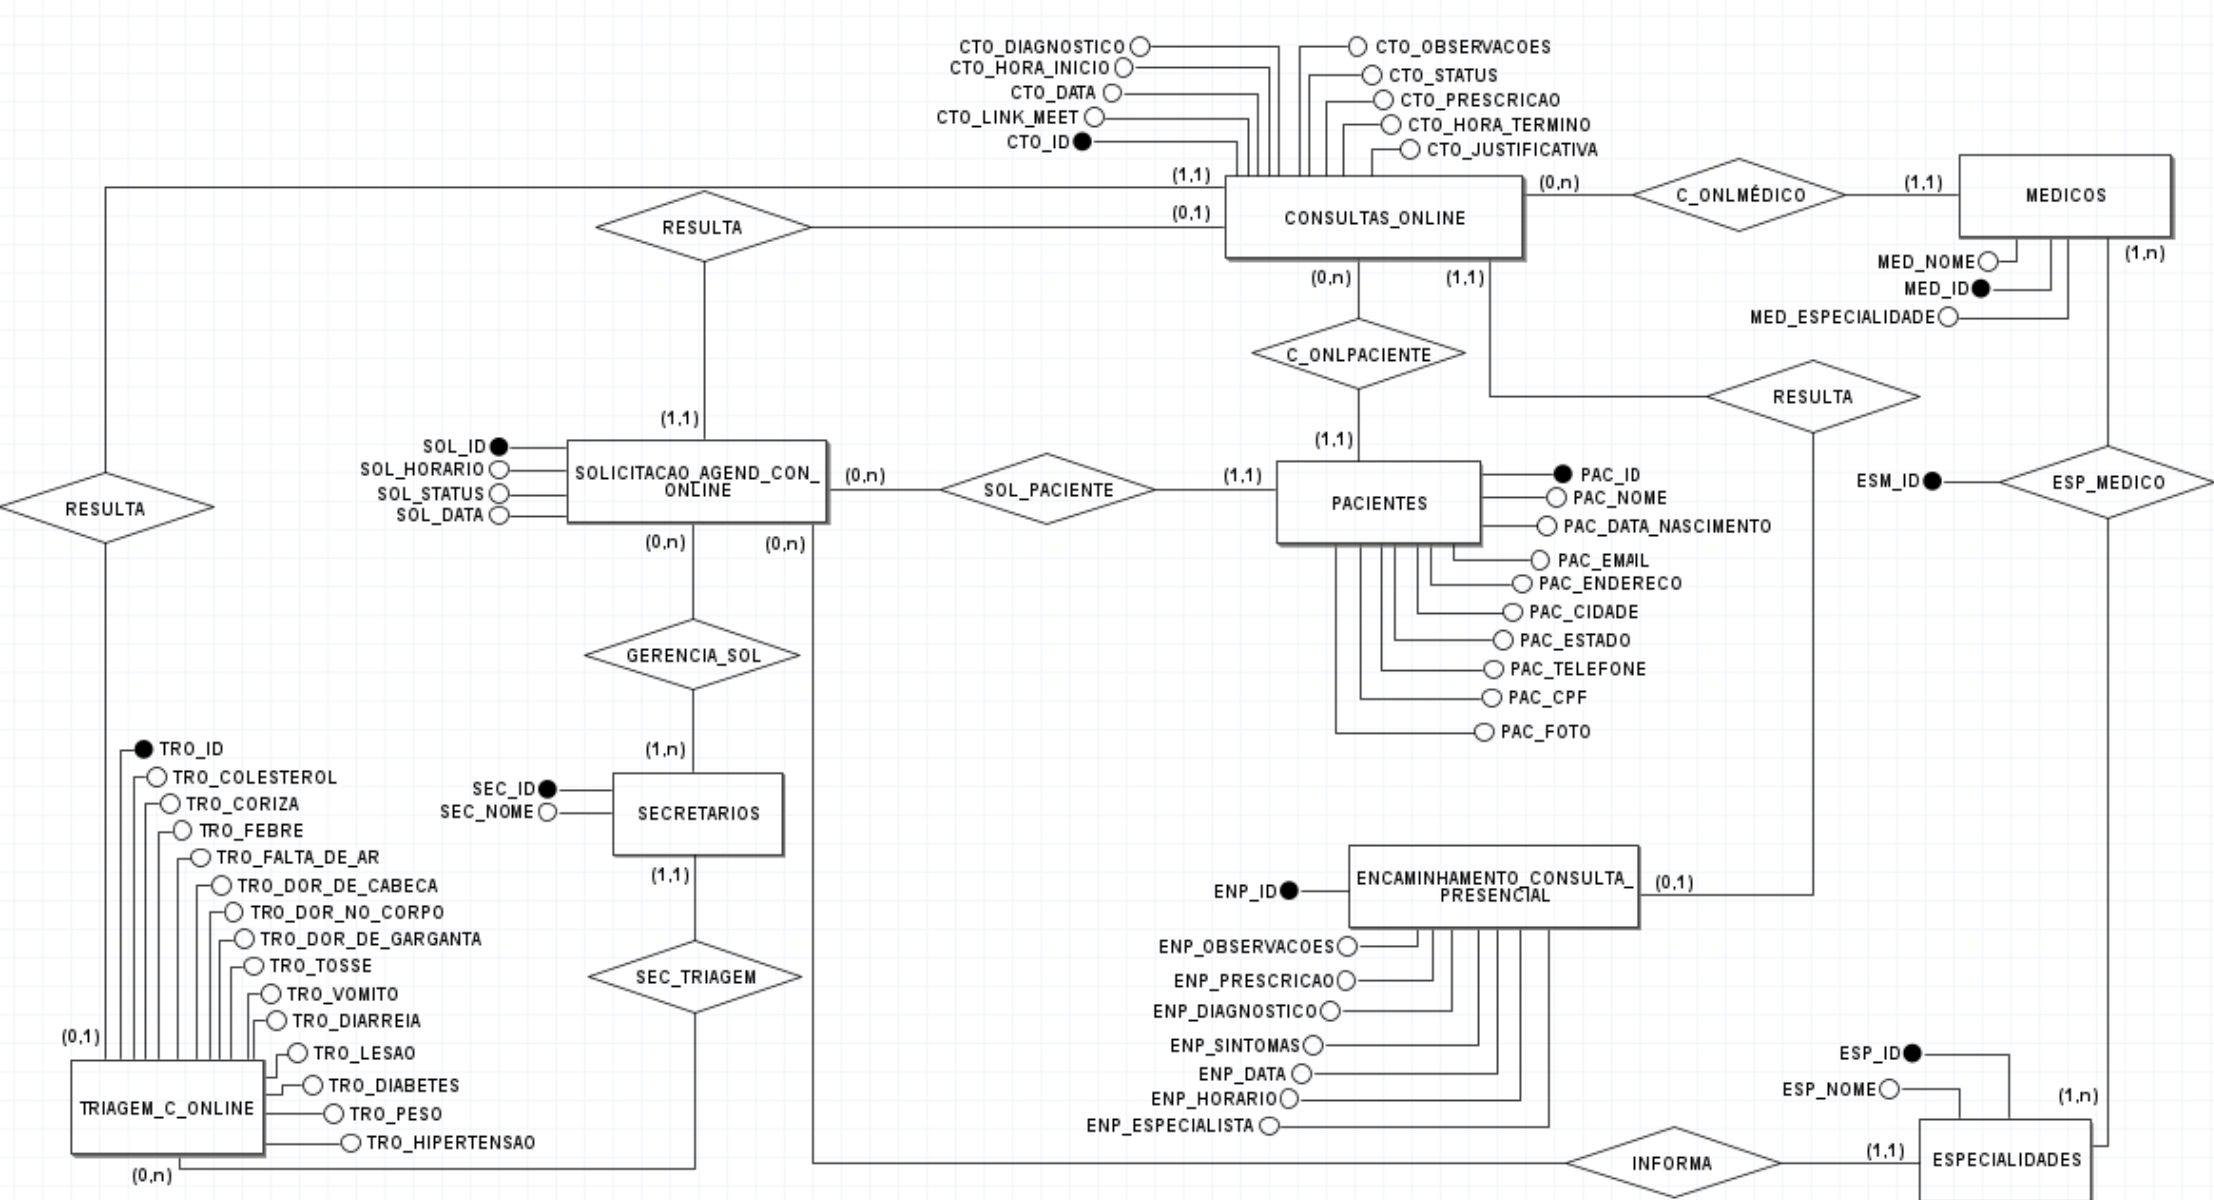 CTO_DIAGNOSTICO
CTO_OBSERVACOES
CTO_HORA_INICIO
CTO_STATUS
CTO_DATA
CTO_PRESCRICAO
CTO_LINK_MEET
CTO_HORA_TERMINO
CTO_ID
CTO_JUSTIFICATIVA
(1,1)
(0,n)
(1,1)
C_ONLMÉDICO
MEDICOS
(0,1)
CONSULTAS_ONLINE
RESULTA
(1,n)
MED_NOME
(0,n)
(1,1)
MED_ID
MED_ESPECIALIDADE
C_ONLPACIENTE
RESULTA
(1,1)
(1,1)
SOL_ID
SOL_HORARIO
SOL_STATUS
SOL_DATA
SOLICITACAO_AGEND_CON_
ONLINE
(0,n)
SOL_PACIENTE
(1,1)
PACIENTES
PAC_ID
PAC_NOME
PAC_DATA_NASCIMENTO
PAC_EMAIL
PAC_ENDERECO
PAC_CIDADE
PAC_ESTADO
PAC_TELEFONE
PAC_CPF
PAC_FOTO
ESM_ID
ESP_MEDICO
RESULTA
(0,n)
(0,n)
GERENCIA_SOL
(1,n)
SEC_ID
SEC_NOME
SECRETARIOS
(1,1)
SEC_TRIAGEM
TRO_ID
TRO_COLESTEROL
TRO_CORIZA
TRO_FEBRE
TRO_FALTA_DE_AR
TRO_DOR_DE_CABECA
TRO_DOR_NO_CORPO
TRO_DOR_DE_GARGANTA
TRO_TOSSE
TRO_VOMITO
TRO_DIARREIA
(0,1)
TRO_LESAO
TRO_DIABETES
TRIAGEM_C_ONLINE
TRO_PESO
TRO_HIPERTENSAO
(0,n)
ENP_ID
ENCAMINHAMENTO_CONSULTA_
PRESENCIAL
(0,1)
ENP_OBSERVACOES
ENP_PRESCRICAO
ENP_DIAGNOSTICO
ENP_SINTOMAS
ENP_DATA
ENP_HORARIO
ENP_ESPECIALISTA
ESP_ID
ESP_NOME
(1,n)
INFORMA
(1,1)
ESPECIALIDADES